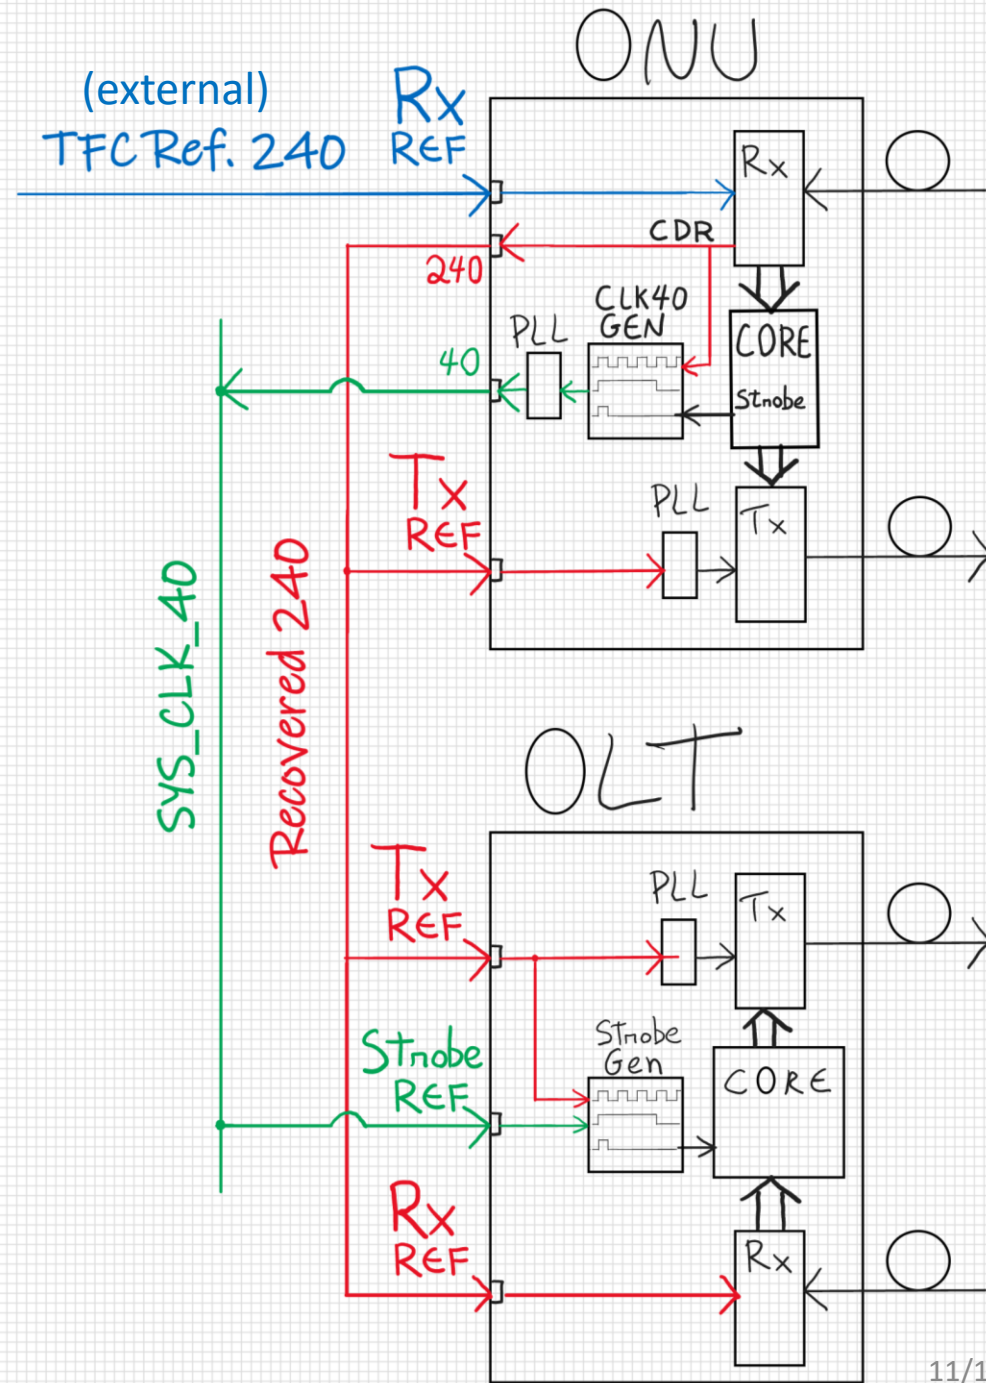 ONU
(external)
TFC Ref. 240
Rx
REF
Rx
CDR
240
CLK40
GEN
PLL
40
CORE
Strobe
Tx
REF
PLL
Tx
SYS_CLK_40
Recovered 240
OLT
Tx
REF
PLL
Tx
Strobe
REF
Strobe
Gen
CORE
Rx
REF
Rx
11/1